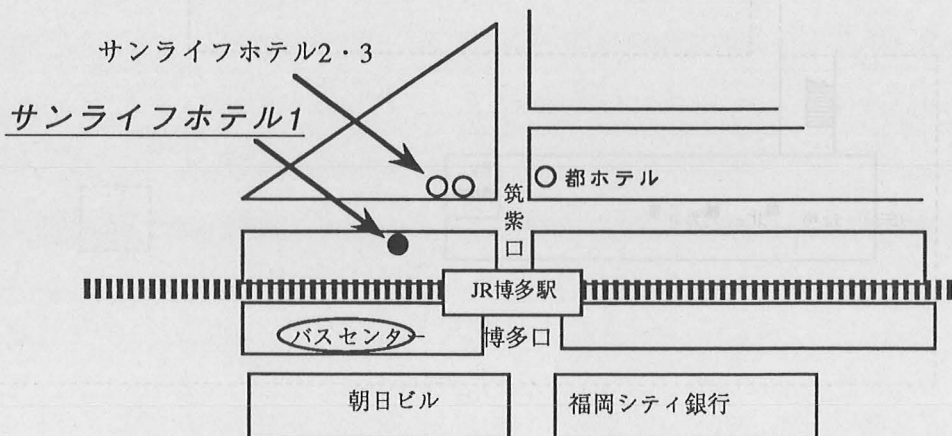 サンライフホテル2・3
サンライフホテル1
都ホテル
筑紫口
JR博多駅
バスセンター
博多口
朝日ビル
福岡シティ銀行